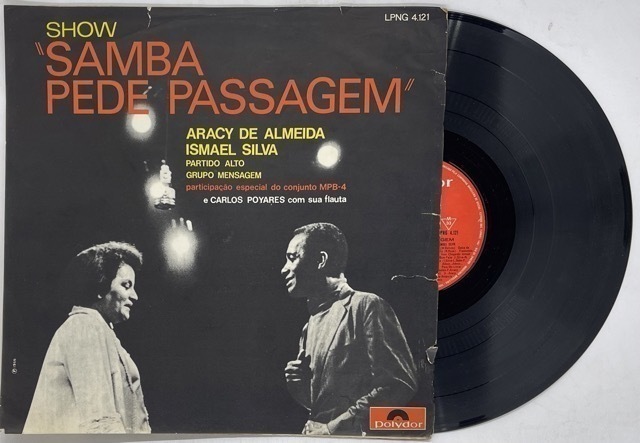 LPNG 4.121
SHOW
"SAMBA
PEDE PASSAGEM"
ARACY DE ALMEIDA
ISMAEL SILVA
PARTIDO ALTO
GRUPO MENSAGEM
participação especial do conjunto MPB-4
e CARLOS POYARES com sua flauta
Polydor